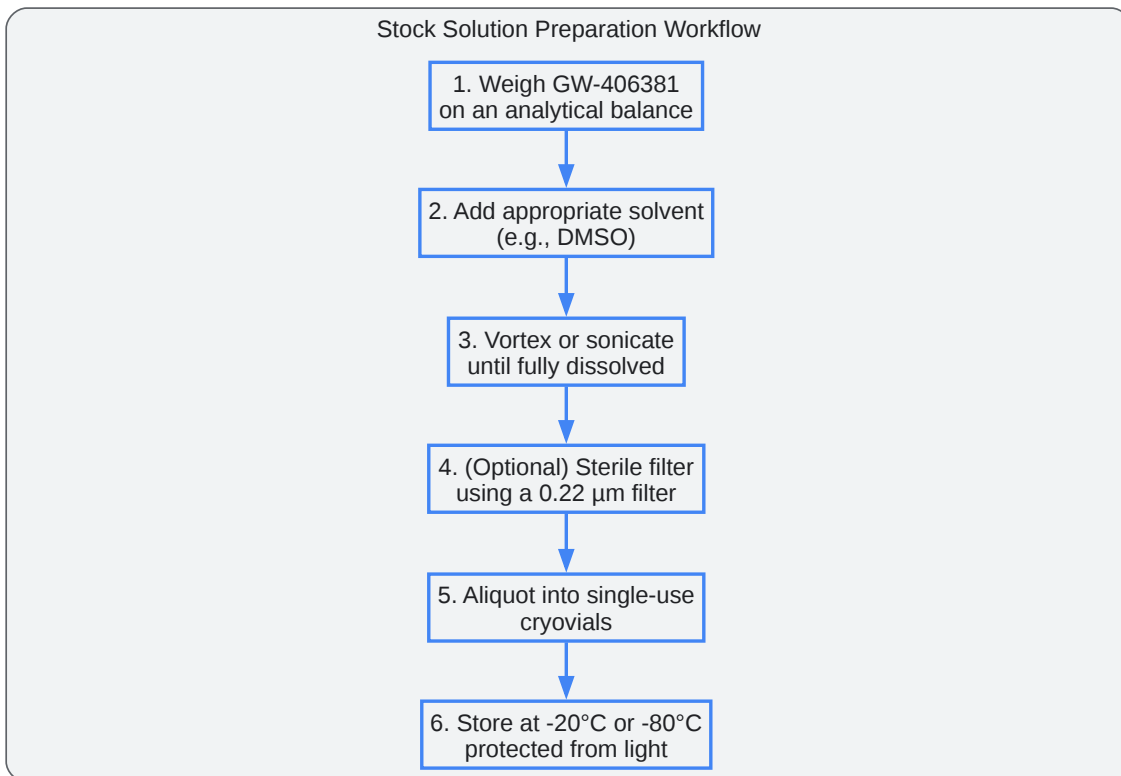 Stock Solution Preparation Workflow
1. Weigh GW-406381
on an analytical balance
2. Add appropriate solvent
(e.g., DMSO)
3. Vortex or sonicate
until fully dissolved
4. (Optional) Sterile filter
using a 0.22 µm filter
5. Aliquot into single-use
cryovials
6. Store at -20°C or -80°C
protected from light